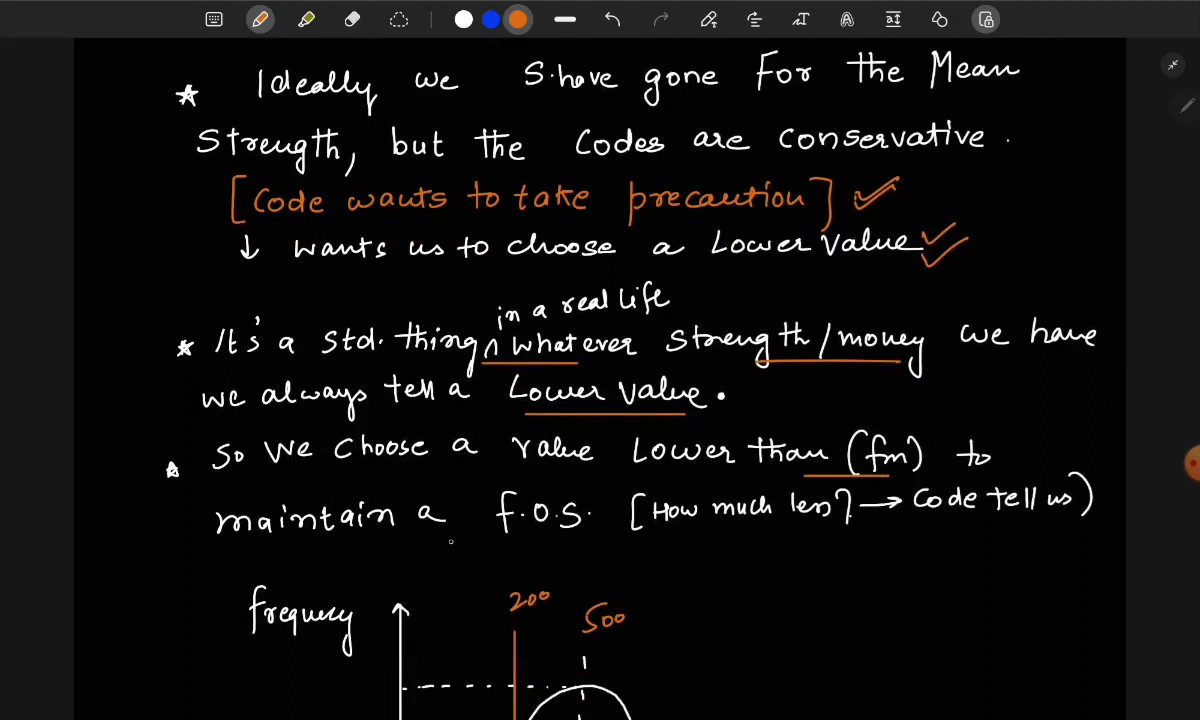 Ideally we S.have gone For the Mean
Strength, but the Codes are conservative.
[Code wants to take precaution]
↓ wants us to choose a Lower Value
in a real life
It's a std. thing ∧ whatever strength/money we have
we always tell a Lower Value.
So we choose a value Lower than (fm) to
maintain a f.o.s. [How much less? → Code tell us)
200
500
frequency